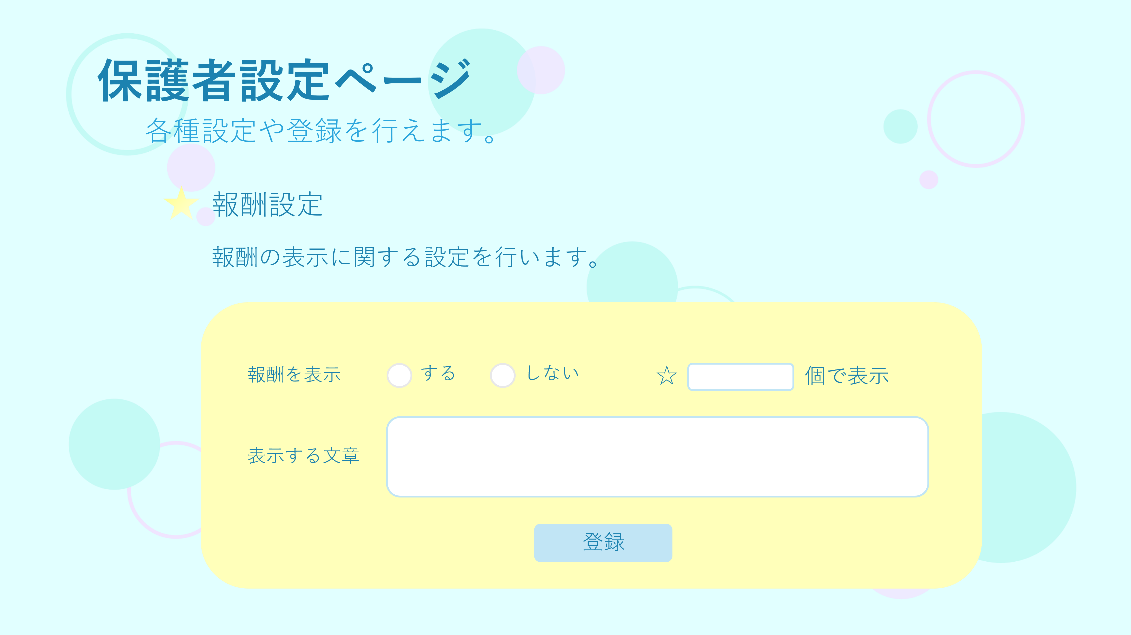 保護者設定ページ
各種設定や登録を行えます。
報酬設定
報酬の表示に関する設定を行います。
報酬を表示 する しない ☆ 個で表示
表示する文章
登録